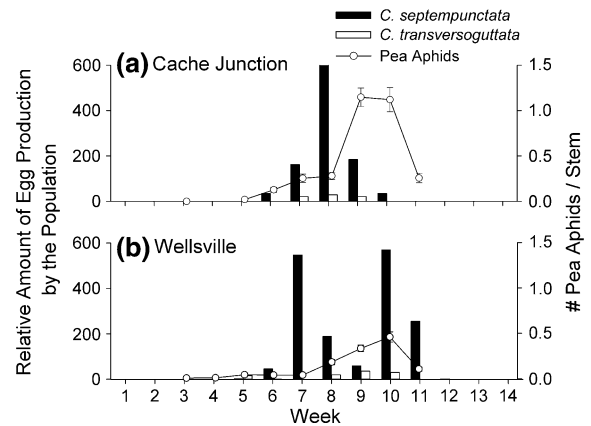 C. septempunctata
C. transversoguttata
Pea Aphids
(a) Cache Junction
600
400
200
0
1.5
1.0
0.5
0.0
(b) Wellsville
600
400
200
0
1.5
1.0
0.5
0.0
1 2 3 4 5 6 7 8 9 10 11 12 13 14
Week
Relative Amount of Egg Production
by the Population
# Pea Aphids / Stem